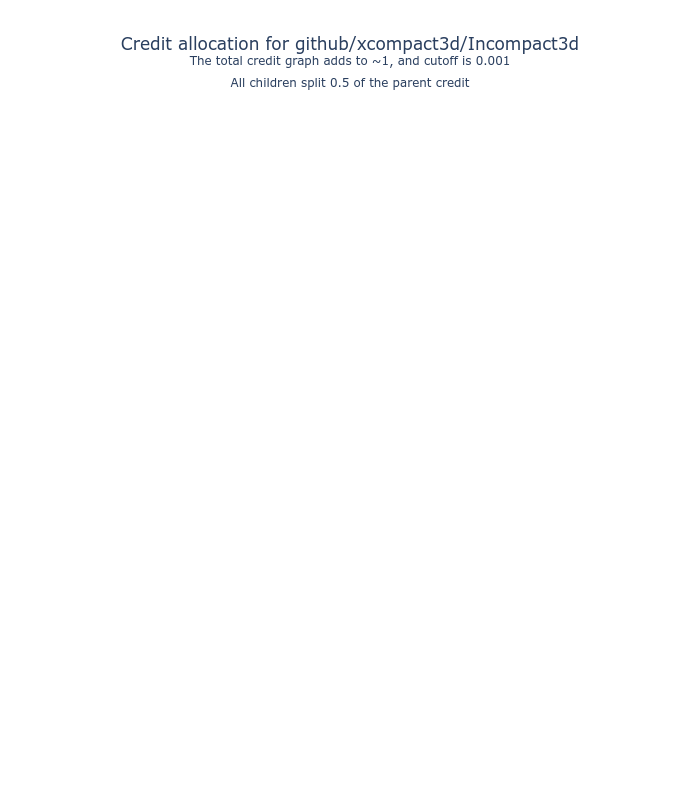 Credit allocation for github/xcompact3d/Incompact3d
The total credit graph adds to ~1, and cutoff is 0.001
All children split 0.5 of the parent credit